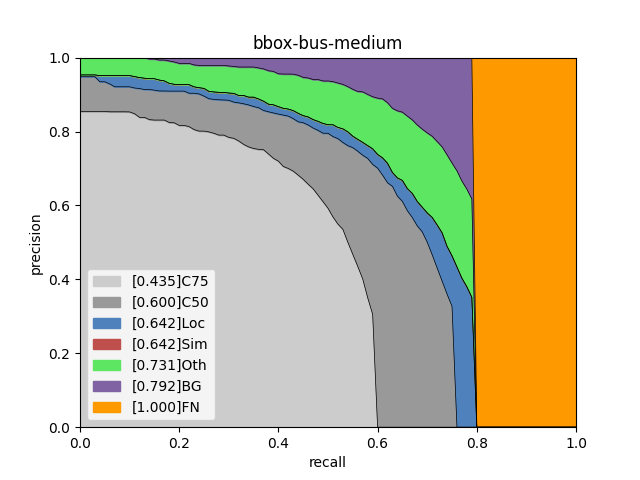 bbox-bus-medium
1.0
0.8
0.6
0.4
0.2
0.0
precision
[0.435]C75
[0.600]C50
[0.642]Loc
[0.642]Sim
[0.731]Oth
[0.792]BG
[1.000]FN
0.0 0.2 0.4 0.6 0.8 1.0
recall